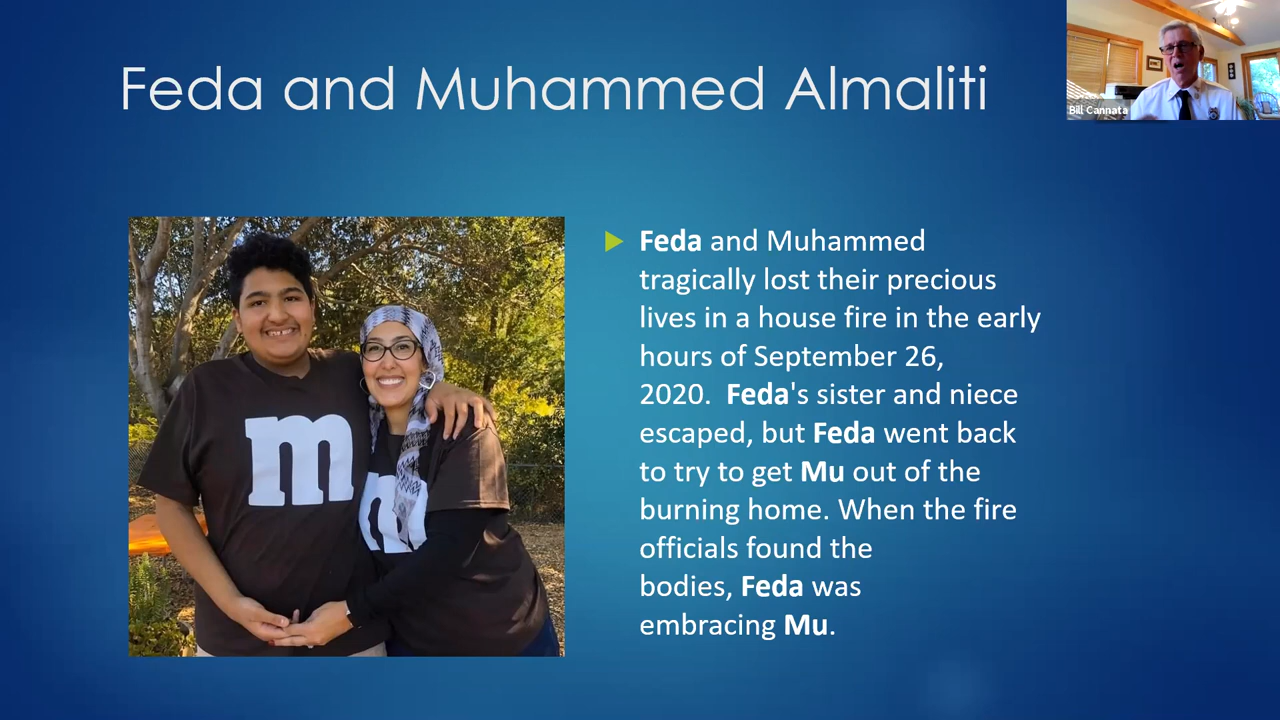 Feda and Muhammed Almaliti
Bill Cannata
m
m
Feda and Muhammed
tragically lost their precious
lives in a house fire in the early
hours of September 26,
2020. Feda's sister and niece
escaped, but Feda went back
to try to get Mu out of the
burning home. When the fire
officials found the
bodies, Feda was
embracing Mu.